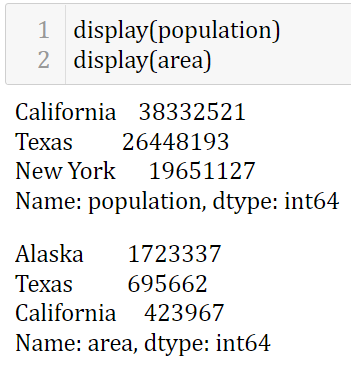 1 display(population)
2 display(area)
California 38332521
Texas 26448193
New York 19651127
Name: population, dtype: int64
Alaska 1723337
Texas 695662
California 423967
Name: area, dtype: int64